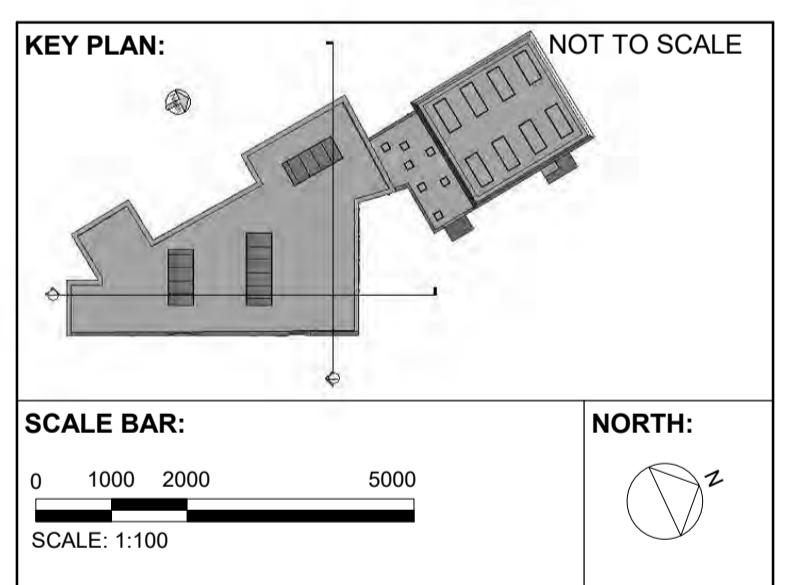 KEY PLAN:
NOT TO SCALE
SCALE BAR:
0 1000 2000 5000
SCALE: 1:100
NORTH:
N